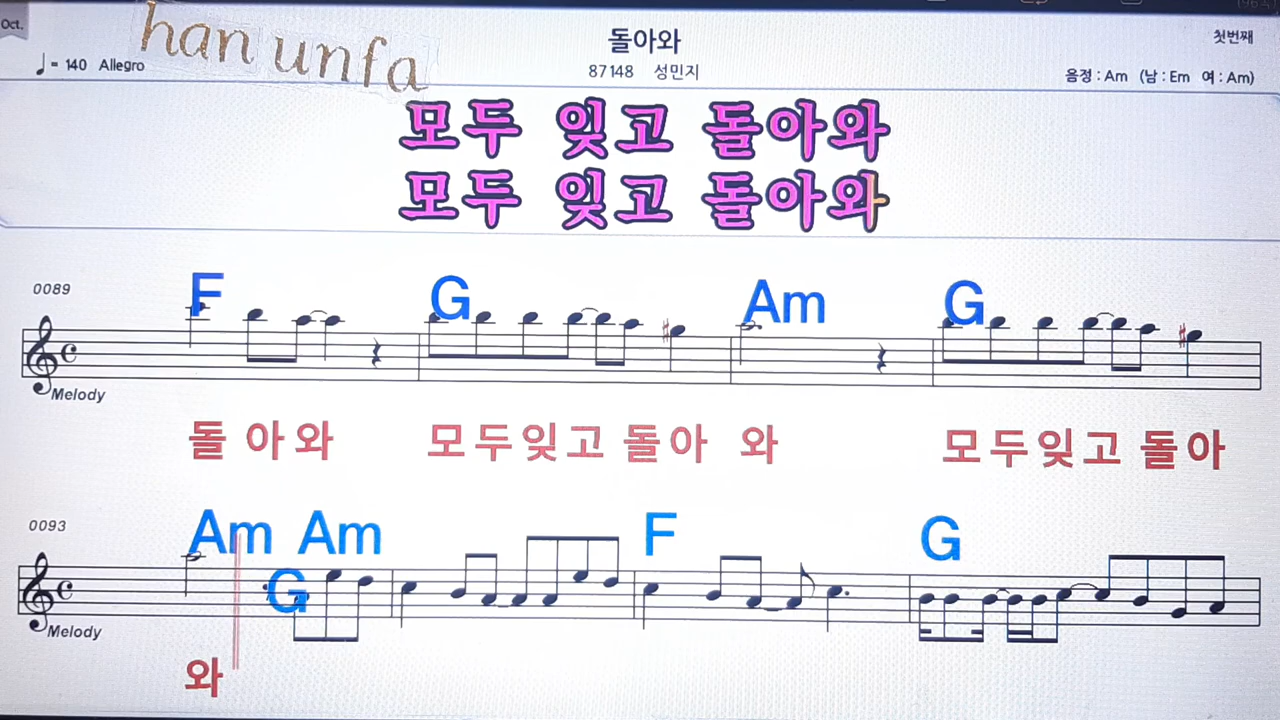 Oct.
han unfa
돌아와
첫번째
♩= 140 Allegro
87148 성민지
음정 : Am (남 : Em 여 : Am)
모두 잊고 돌아와
모두 잊고 돌아와
0089
F G Am G
Melody
돌 아 와 모두잊고 돌아 와 모두잊고 돌아
0093
Am Am F G
G
Melody
와